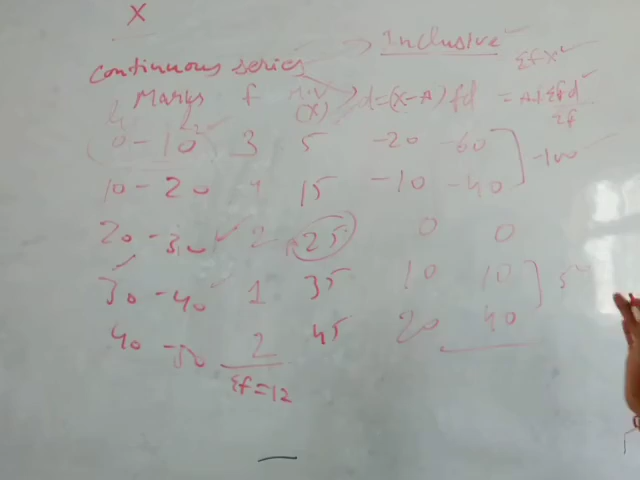 X
Inclusive
Continuous series
Σfx
Marks f M.V (X) d=(X-A) fd = A+Σfd/Σf
0-10 3 5 -20 -60
-100
10-20 4 15 -10 -40
20-30 2 25 0 0
30-40 1 35 10 10
50
40-50 2 45 20 40
Σf=12